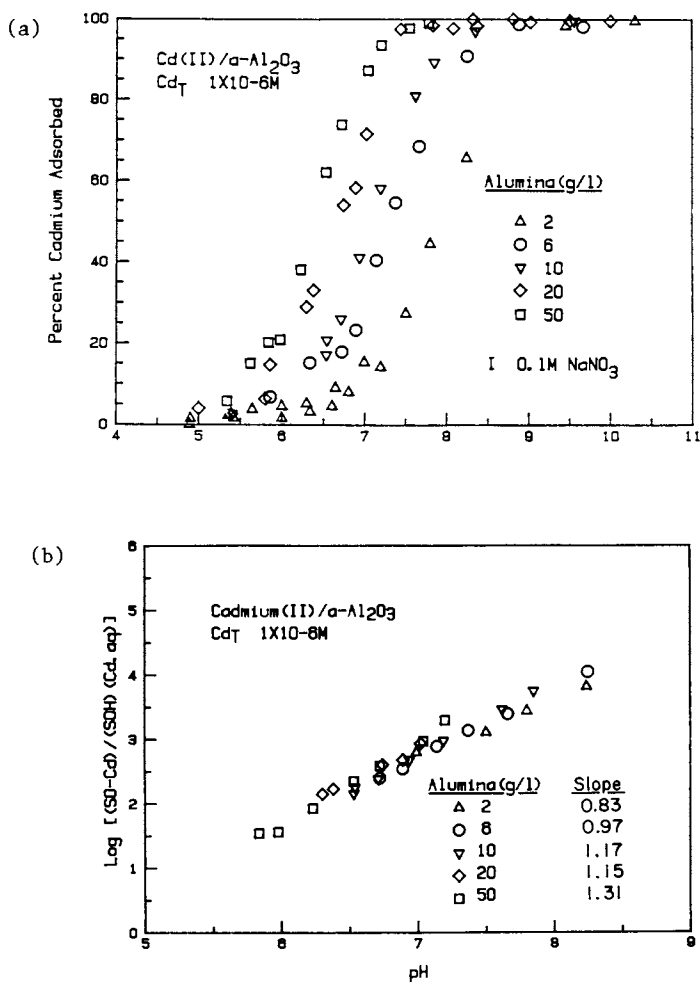 (a)
Percent Cadmium Adsorbed
100
80
60
40
20
0
Cd(II)/a-Al2O3
CdT 1X10-6M
Alumina(g/l)
2
6
10
20
50
I 0.1M NaNO3
4 5 6 7 8 9 10 11
(b)
Log [(SO-Cd)/(SOH)(Cd.aq)]
6
5
4
3
2
1
0
Cadmium(II)/a-Al2O3
CdT 1X10-6M
Alumina(g/l) Slope
2 0.83
6 0.97
10 1.17
20 1.15
50 1.31
5 6 7 8 9
pH